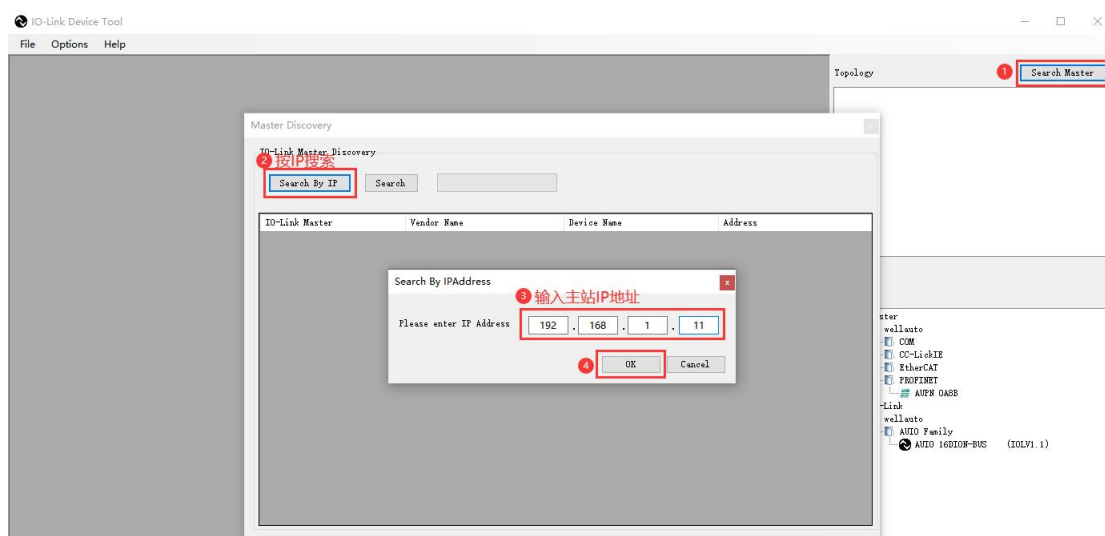 IO-Link Device Tool
File Options Help
Topology
1 Search Master
Master Discovery
IO-Link Master Discovery
2 按IP搜索
Search By IP Search
IO-Link Master Vendor Name Device Name Address
Search By IPAddress
3 输入主站IP地址
Please enter IP Address 192 . 168 . 1 . 11
4 OK Cancel
ster
wellauto
COM
CC-LickIE
EtherCAT
PROFINET
AUPN 0A8B
-Link
wellauto
AUIO Family
AUIO 16DION-BUS (IOLV1.1)